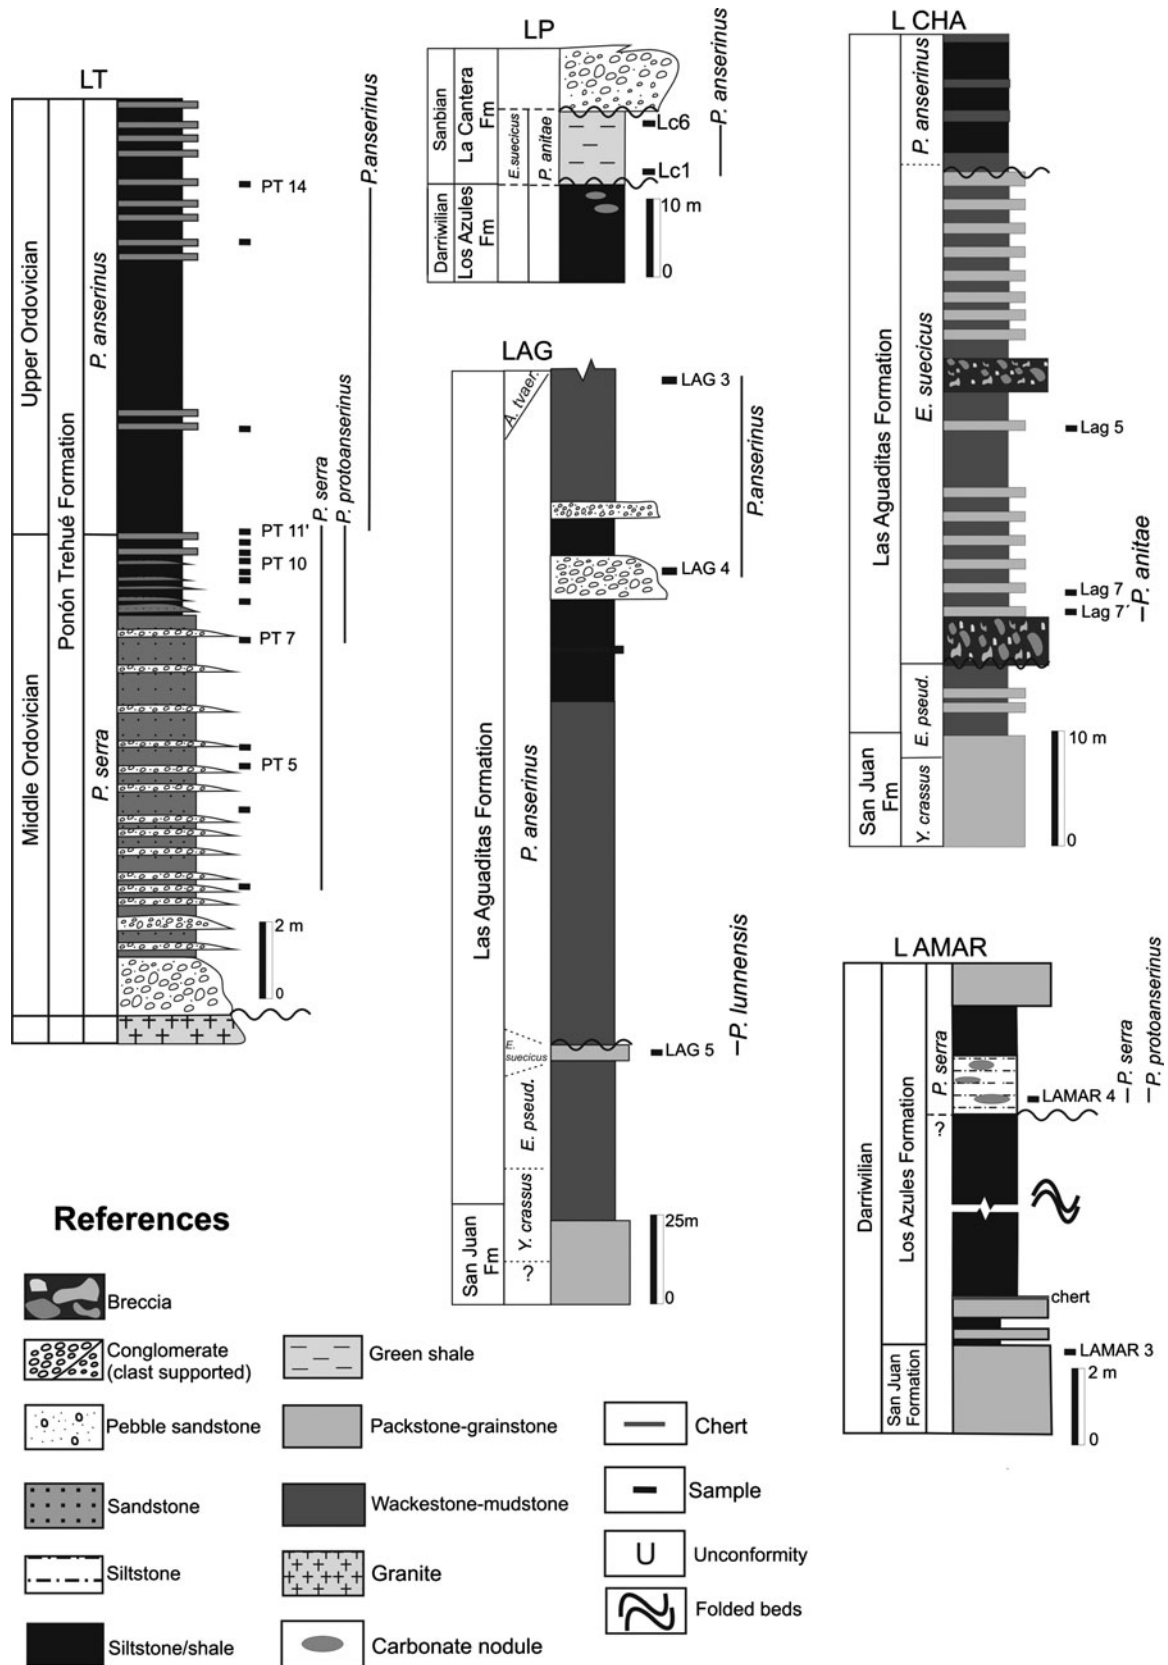 LT
Upper Ordovician
Middle Ordovician
Ponón Trehué Formation
P. anserinus
P. serra
PT 14
PT 11'
PT 10
PT 7
PT 5
P. serra
P. protoanserinus
P.anserinus
2 m
0
LP
Sanbian
Darriwilian
La Cantera
Fm
Los Azules
Fm
E.suecicus
P. anitae
Lc6
Lc1
P. anserinus
10 m
0
LAG
Las Aguaditas Formation
San Juan
Fm
A. tvaer.
P. anserinus
E.
suecicus
E. pseud.
Y. crassus
?
LAG 3
LAG 4
LAG 5
P.anserinus
P. lunnensis
25m
0
L CHA
Las Aguaditas Formation
San Juan
Fm
P. anserinus
E. suecicus
E. pseud.
Y. crassus
Lag 5
Lag 7
Lag 7´
P. anitae
10 m
0
L AMAR
Darriwilian
Los Azules Formation
San Juan
Formation
P. serra
?
LAMAR 4
P. serra
P. protoanserinus
chert
LAMAR 3
2 m
0
References
Breccia
Conglomerate
(clast supported)
Pebble sandstone
Sandstone
Siltstone
Siltstone/shale
Green shale
Packstone-grainstone
Wackestone-mudstone
Granite
Carbonate nodule
Chert
Sample
U
Unconformity
Folded beds